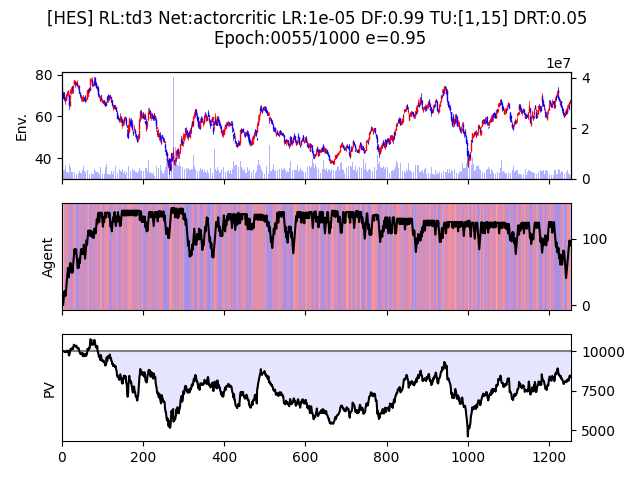 [HES] RL:td3 Net:actorcritic LR:1e-05 DF:0.99 TU:[1,15] DRT:0.05
Epoch:0055/1000 e=0.95
1e7
80
60
40
Env.
4
2
0
Agent
100
0
PV
10000
7500
5000
0 200 400 600 800 1000 1200